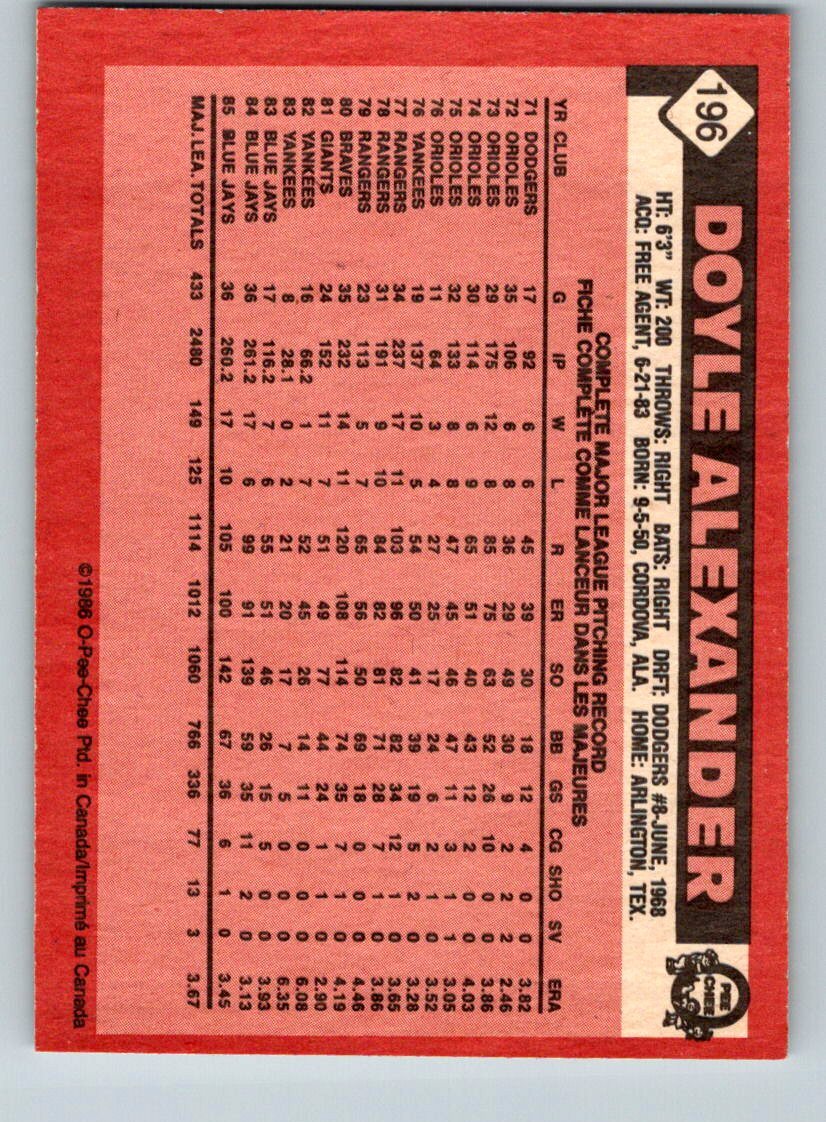 196
DOYLE ALEXANDER
O PEE CHEE
HT: 6'3" WT: 200 THROWS: RIGHT BATS: RIGHT DRFT: DODGERS #8-JUNE, 1968
ACQ: FREE AGENT, 6-21-83 BORN: 9-5-50, CORDOVA, ALA. HOME: ARLINGTON, TEX.
COMPLETE MAJOR LEAGUE PITCHING RECORD
FICHE COMPLÈTE COMME LANCEUR DANS LES MAJEURES
YR CLUB G IP W L R ER SO BB GS CG SHO SV ERA
71 DODGERS 17 92 6 6 45 39 30 18 12 4 0 0 3.82
72 ORIOLES 35 106 6 8 36 29 49 30 9 2 2 2 2.46
73 ORIOLES 29 175 12 8 85 75 63 52 26 10 0 0 3.86
74 ORIOLES 30 114 6 9 65 51 40 43 12 2 0 0 4.03
75 ORIOLES 32 133 8 8 47 45 46 47 11 3 1 1 3.05
76 ORIOLES 11 64 3 4 27 25 17 24 6 2 1 0 3.52
76 YANKEES 19 137 10 5 54 50 41 39 19 5 2 0 3.28
77 RANGERS 34 237 17 11 103 96 82 82 34 12 1 0 3.65
78 RANGERS 31 191 9 10 84 82 81 71 28 7 1 0 3.86
79 RANGERS 23 113 5 7 65 56 50 69 18 0 0 0 4.46
80 BRAVES 35 232 14 11 120 108 114 74 35 7 1 0 4.19
81 GIANTS 24 152 11 7 51 49 77 44 24 1 1 0 2.90
82 YANKEES 16 66.2 1 7 52 45 26 14 11 0 0 0 6.08
83 YANKEES 8 28.1 0 2 21 20 17 7 5 0 0 0 6.35
83 BLUE JAYS 17 116.2 7 6 55 51 46 26 15 5 0 0 3.93
84 BLUE JAYS 36 261.2 17 6 99 91 139 59 35 11 2 0 3.13
85 BLUE JAYS 36 260.2 17 10 105 100 142 67 36 6 1 0 3.45
MAJ. LEA. TOTALS 433 2480 149 125 1114 1012 1060 766 336 77 13 3 3.67
©1986 O-Pee-Chee Ptd. in Canada/Imprimé au Canada